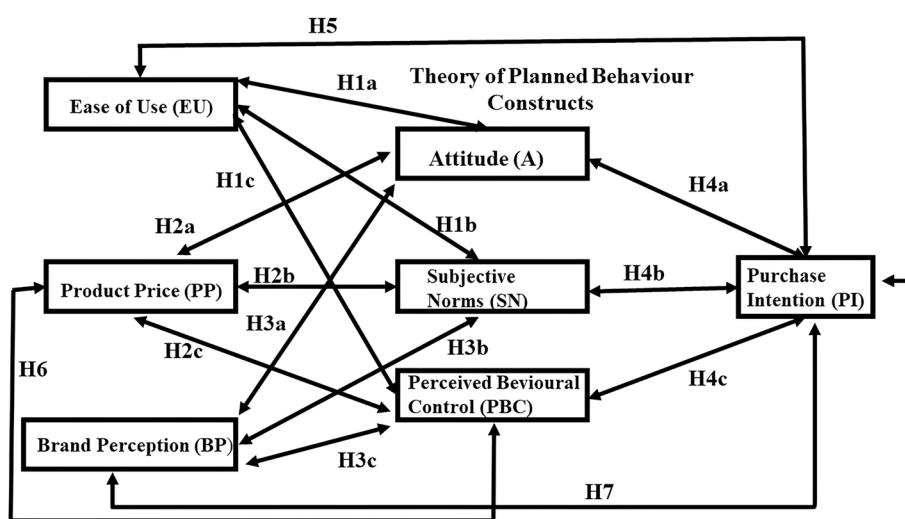 H5
Theory of Planned Behaviour
Constructs
H1a
Ease of Use (EU)
Attitude (A)
H1c
H4a
H2a
H1b
Product Price (PP)
H2b
Subjective
Norms (SN)
H4b
Purchase
Intention (PI)
H3a
H2c
H3b
H6
Perceived Bevioural
Control (PBC)
H4c
Brand Perception (BP)
H3c
H7